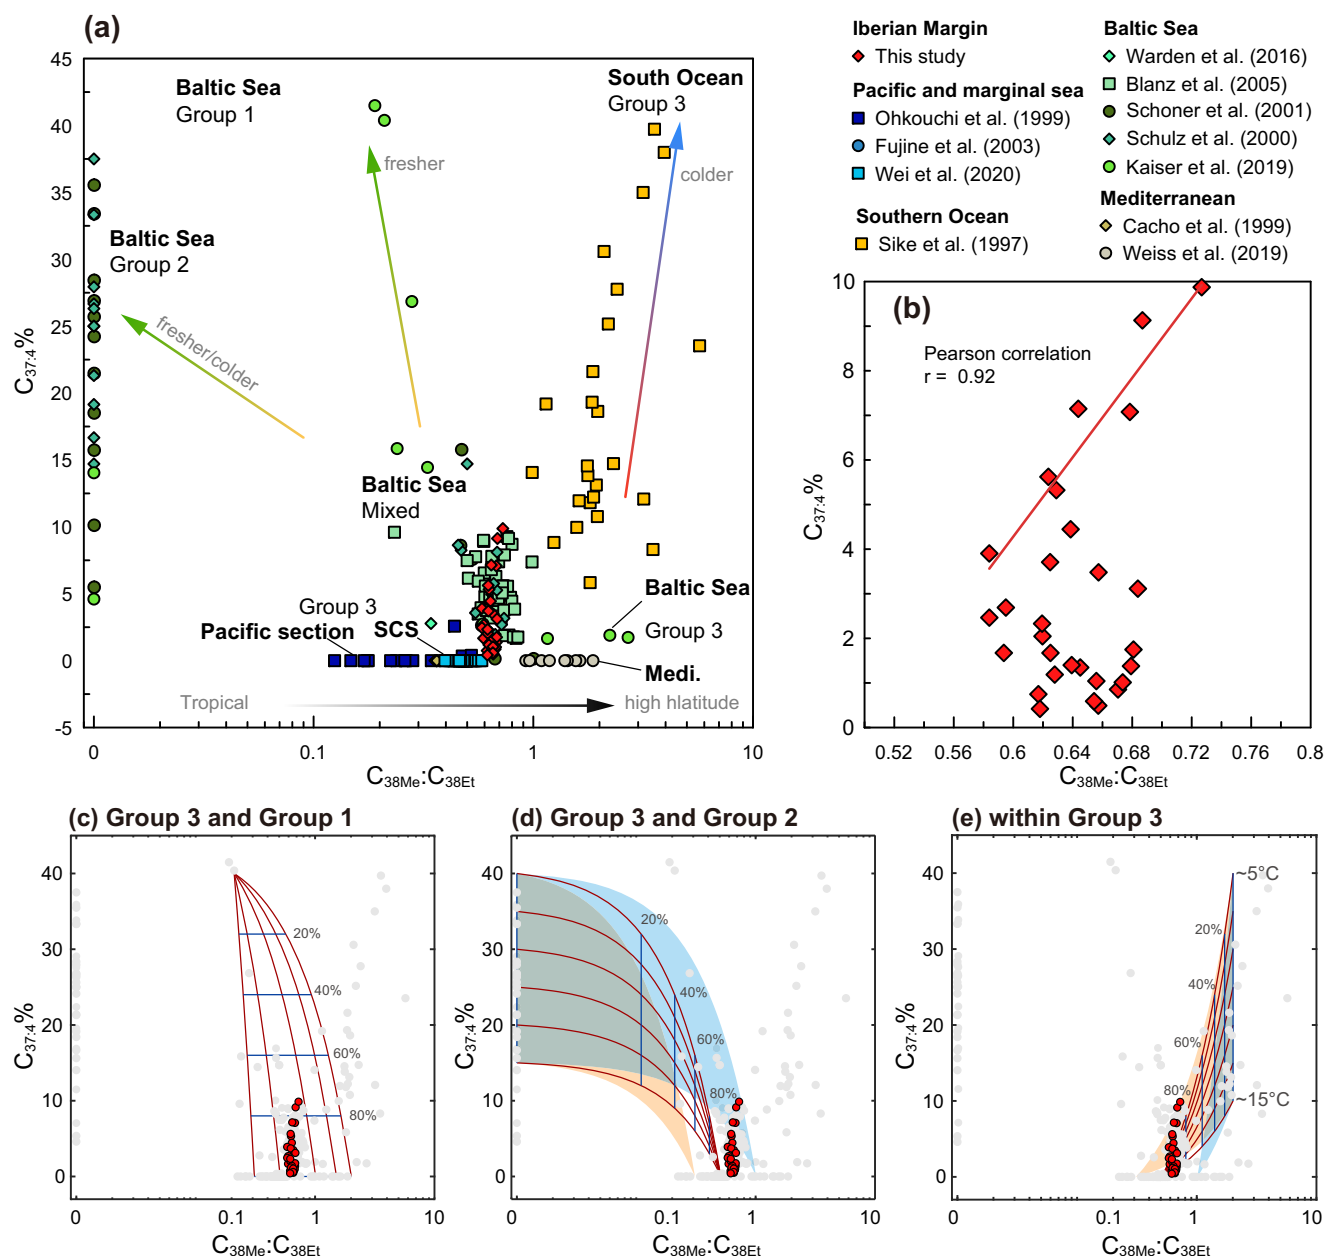 (a)
45
40
35
30
25
20
15
10
5
0
-5
C37:4%
0
0.1
1
10
C38Me:C38Et
Baltic Sea
Group 1
South Ocean
Group 3
fresher
colder
Baltic Sea
Group 2
fresher/colder
Baltic Sea
Mixed
Group 3
Pacific section
SCS
Baltic Sea
Group 3
Medi.
Tropical
high hlatitude
Iberian Margin
This study
Pacific and marginal sea
Ohkouchi et al. (1999)
Fujine et al. (2003)
Wei et al. (2020)
Southern Ocean
Sike et al. (1997)
Baltic Sea
Warden et al. (2016)
Blanz et al. (2005)
Schoner et al. (2001)
Schulz et al. (2000)
Kaiser et al. (2019)
Mediterranean
Cacho et al. (1999)
Weiss et al. (2019)
(b)
10
8
6
4
2
0
C37:4%
Pearson correlation
r = 0.92
0.52
0.56
0.6
0.64
0.68
0.72
0.76
0.8
C38Me:C38Et
(c) Group 3 and Group 1
40
30
20
10
0
C37:4%
20%
40%
60%
80%
0
0.1
1
10
C38Me:C38Et
(d) Group 3 and Group 2
40
30
20
10
0
C37:4%
20%
40%
60%
80%
0
0.1
1
10
C38Me:C38Et
(e) within Group 3
40
30
20
10
0
C37:4%
~5°C
20%
40%
60%
80%
~15°C
0
0.1
1
10
C38Me:C38Et